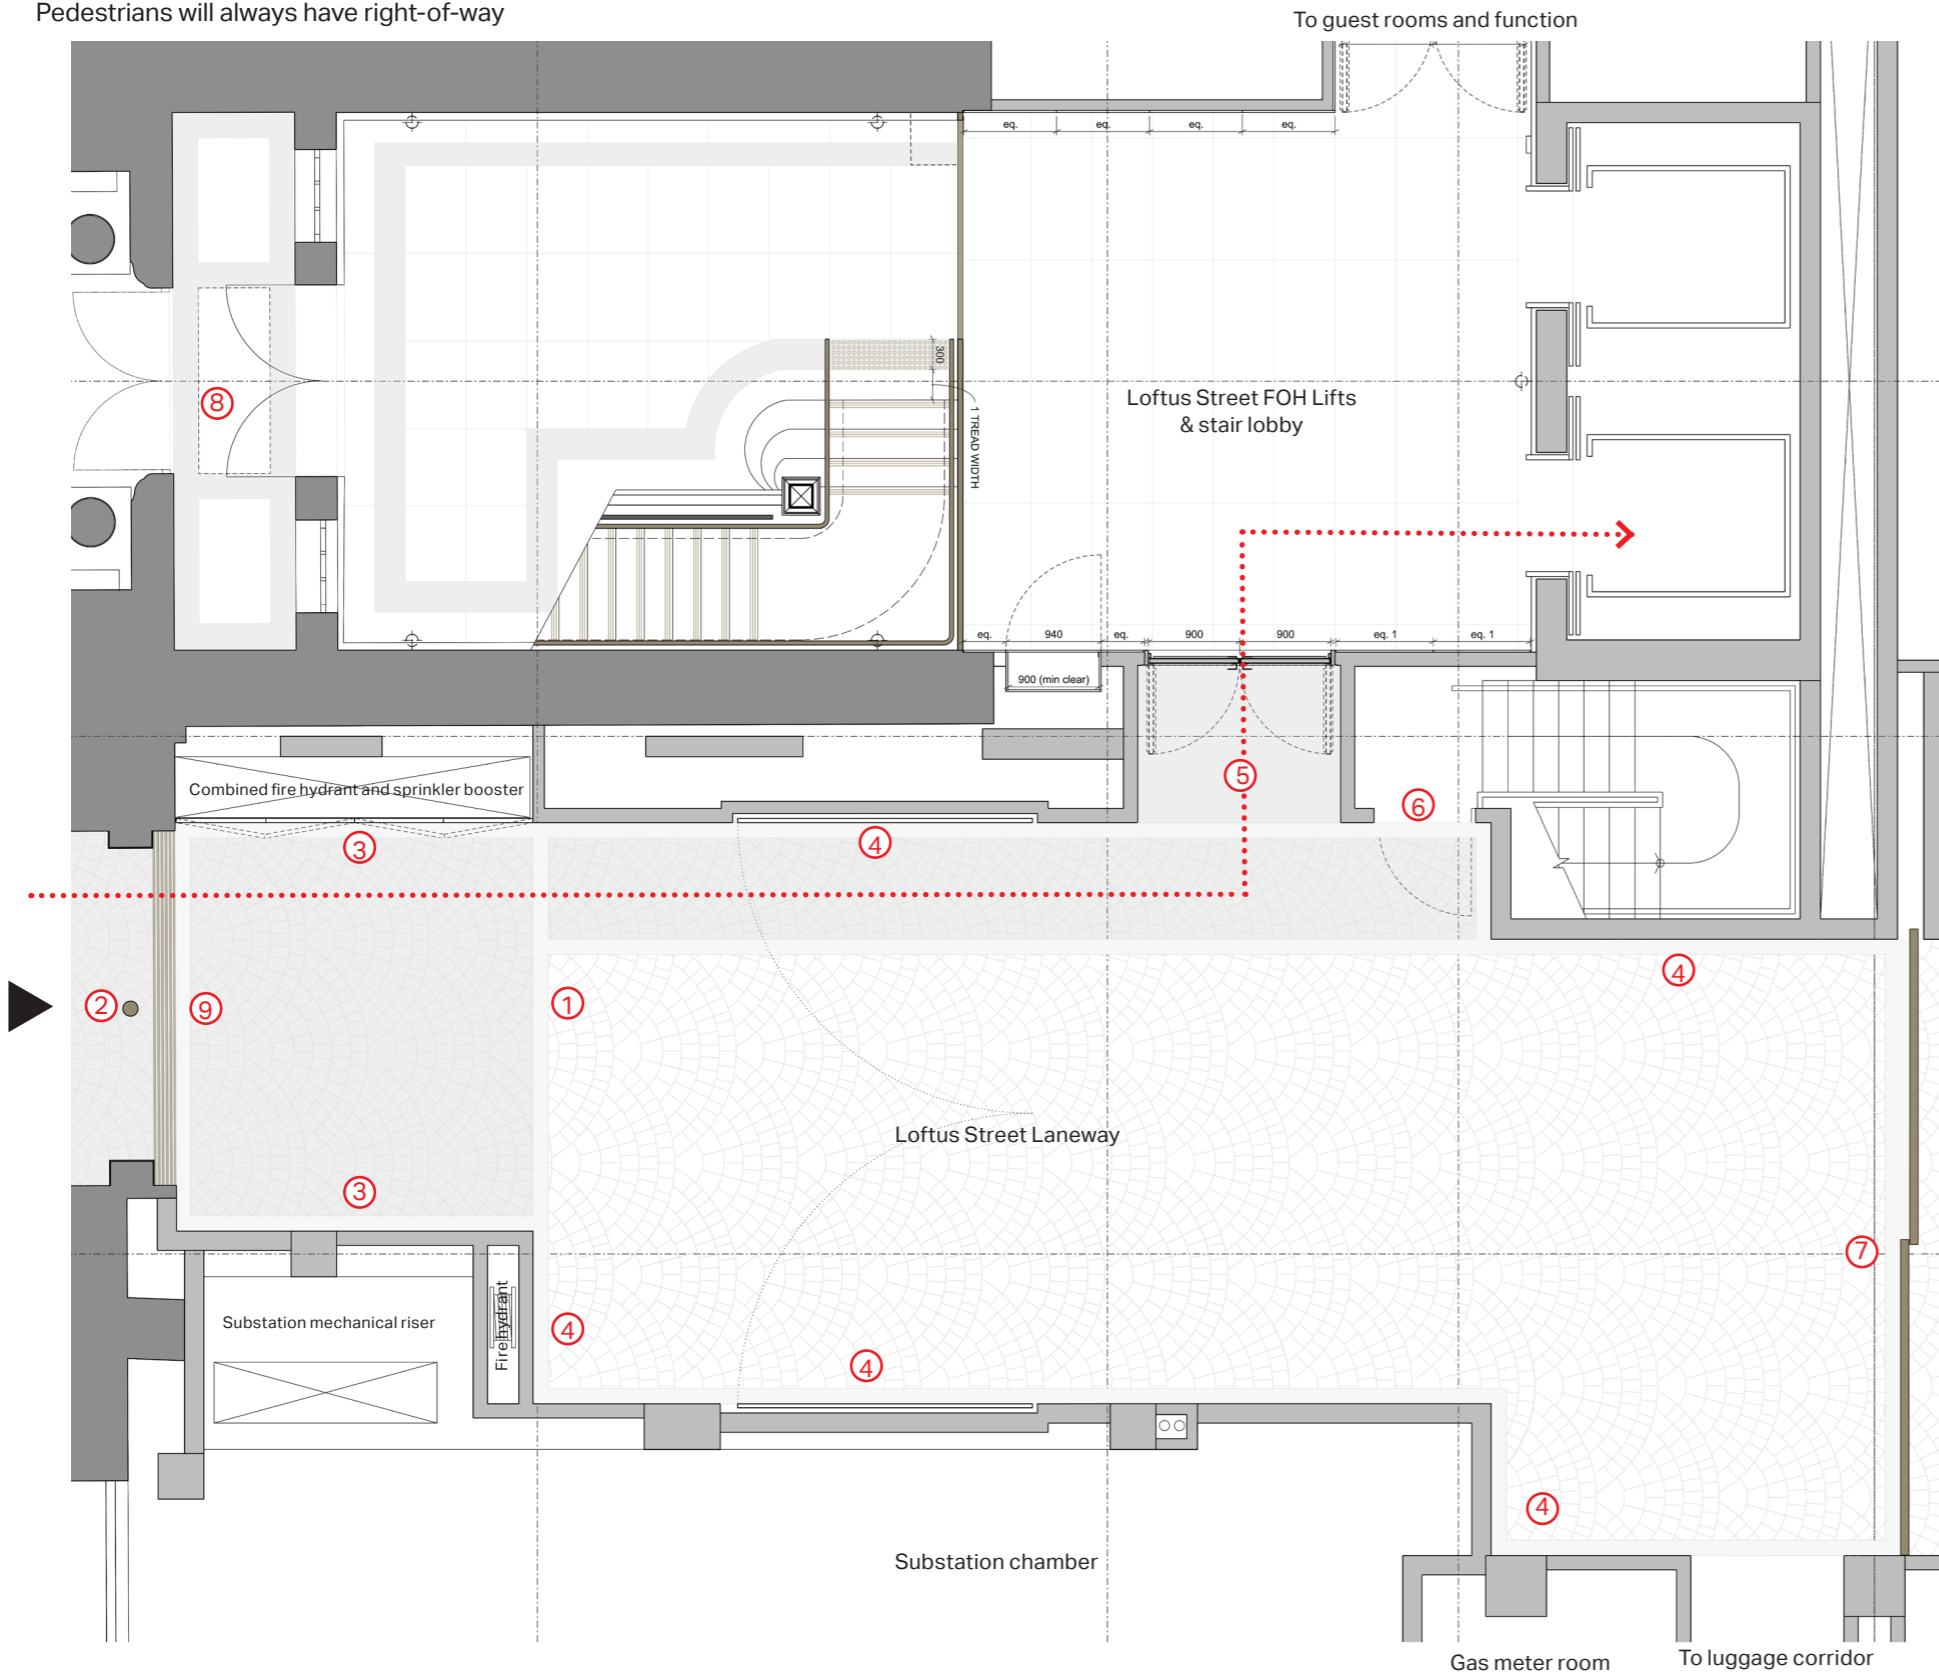 Pedestrians will always have right-of-way
To guest rooms and function
eq.
eq.
eq.
eq.
300
1 TREAD WIDTH
8
Loftus Street FOH Lifts
& stair lobby
eq.
940
eq.
900
900
eq. 1
eq. 1
900 (min clear)
Combined fire hydrant and sprinkler booster
5
6
3
4
4
2
9
1
Loftus Street Laneway
3
7
Substation mechanical riser
Fire hydrant
4
4
4
Substation chamber
Gas meter room
To luggage corridor